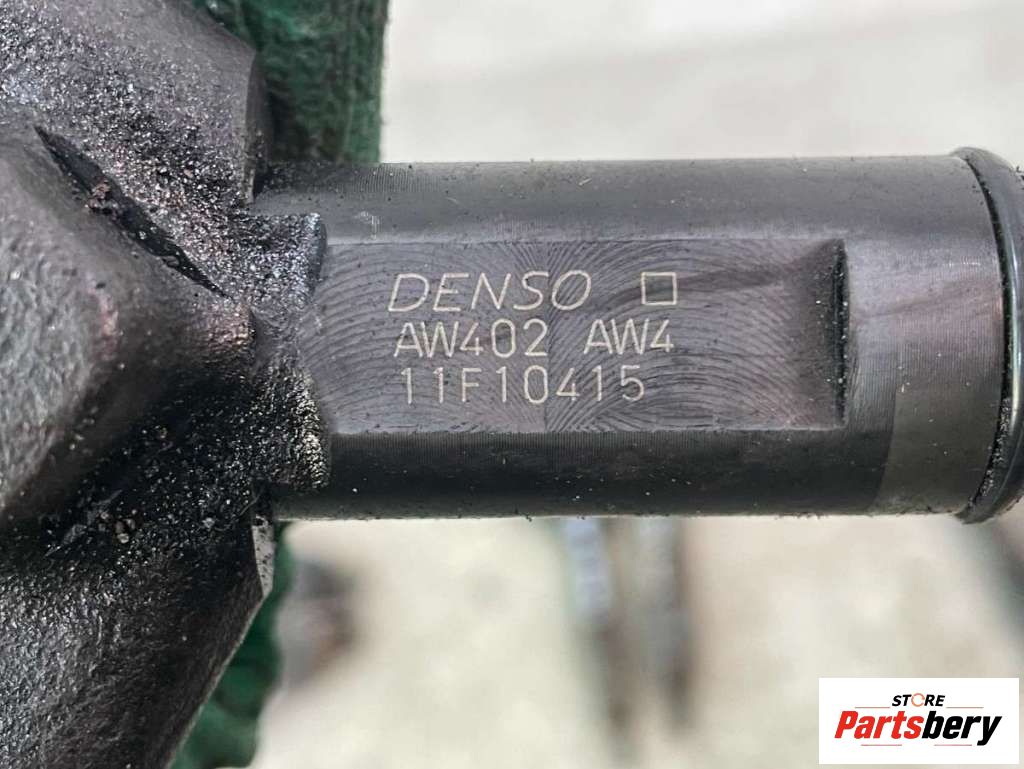 DENSO
AW402 AW4
11F10415
STORE
Partsbery